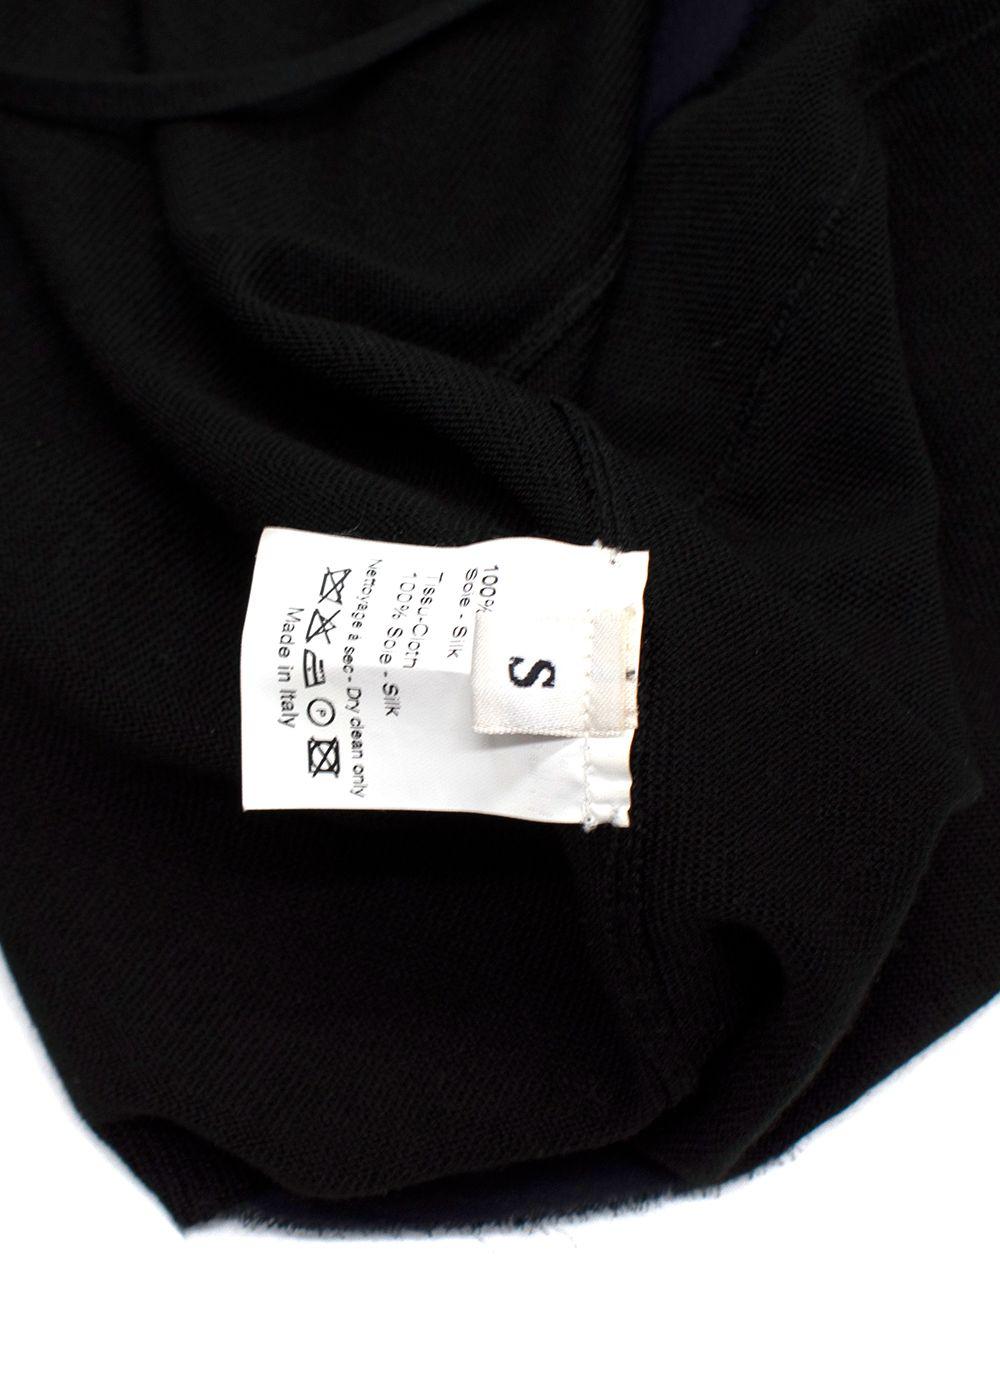 S
100%
Soie - Silk
Tissu-Cloth
100% Soie - Silk
Nettoyage à sec - Dry clean only
P
Made in Italy